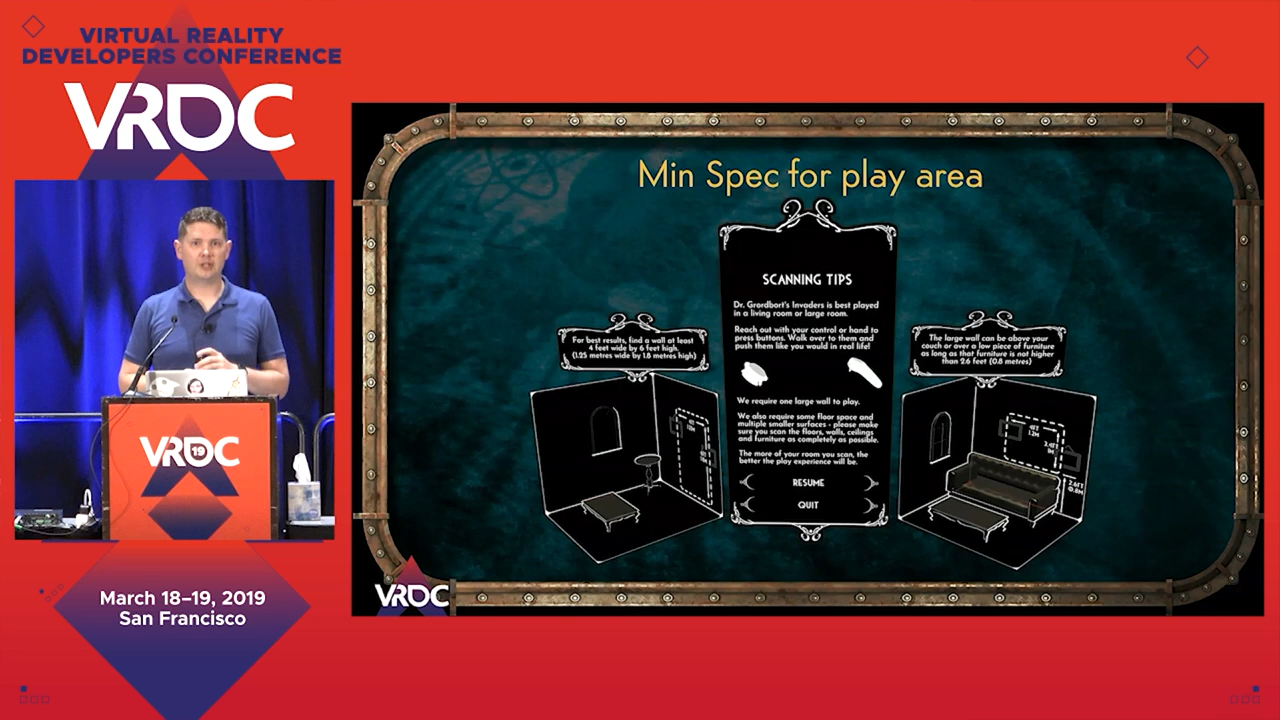 VIRTUAL REALITY
DEVELOPERS CONFERENCE
VRDC
VRDC
19
March 18–19, 2019
San Francisco
Min Spec for play area
For best results, find a wall at least
4 feet wide by 6 feet high.
(1.25 metres wide by 1.8 metres high)
SCANNING TIPS
Dr. Grordbort's Invaders is best played
in a living room or large room.
Reach out with your control or hand to
press buttons. Walk over to them and
push them like you would in real life!
We require one large wall to play.
We also require some floor space and
multiple smaller surfaces - please make
sure you scan the floors, walls, ceilings
and furniture as completely as possible.
The more of your room you scan, the
better the play experience will be.
RESUME
QUIT
The large wall can be above your
couch or over a low piece of furniture
as long as that furniture is not higher
than 2.6 feet (0.8 metres)
4FT
1.2M
2.6FT
0.8M
VRDC